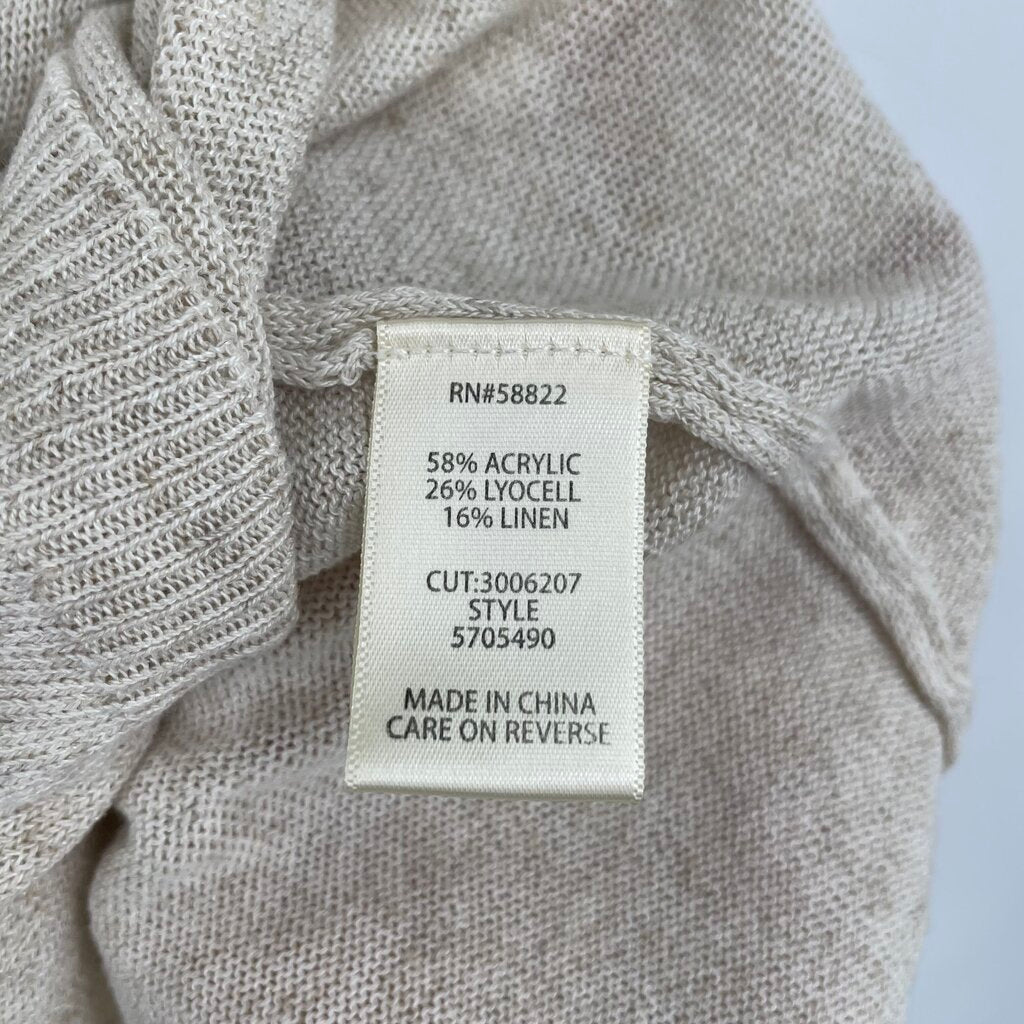 RN#58822
58% ACRYLIC
26% LYOCELL
16% LINEN
CUT:3006207
STYLE
5705490
MADE IN CHINA
CARE ON REVERSE